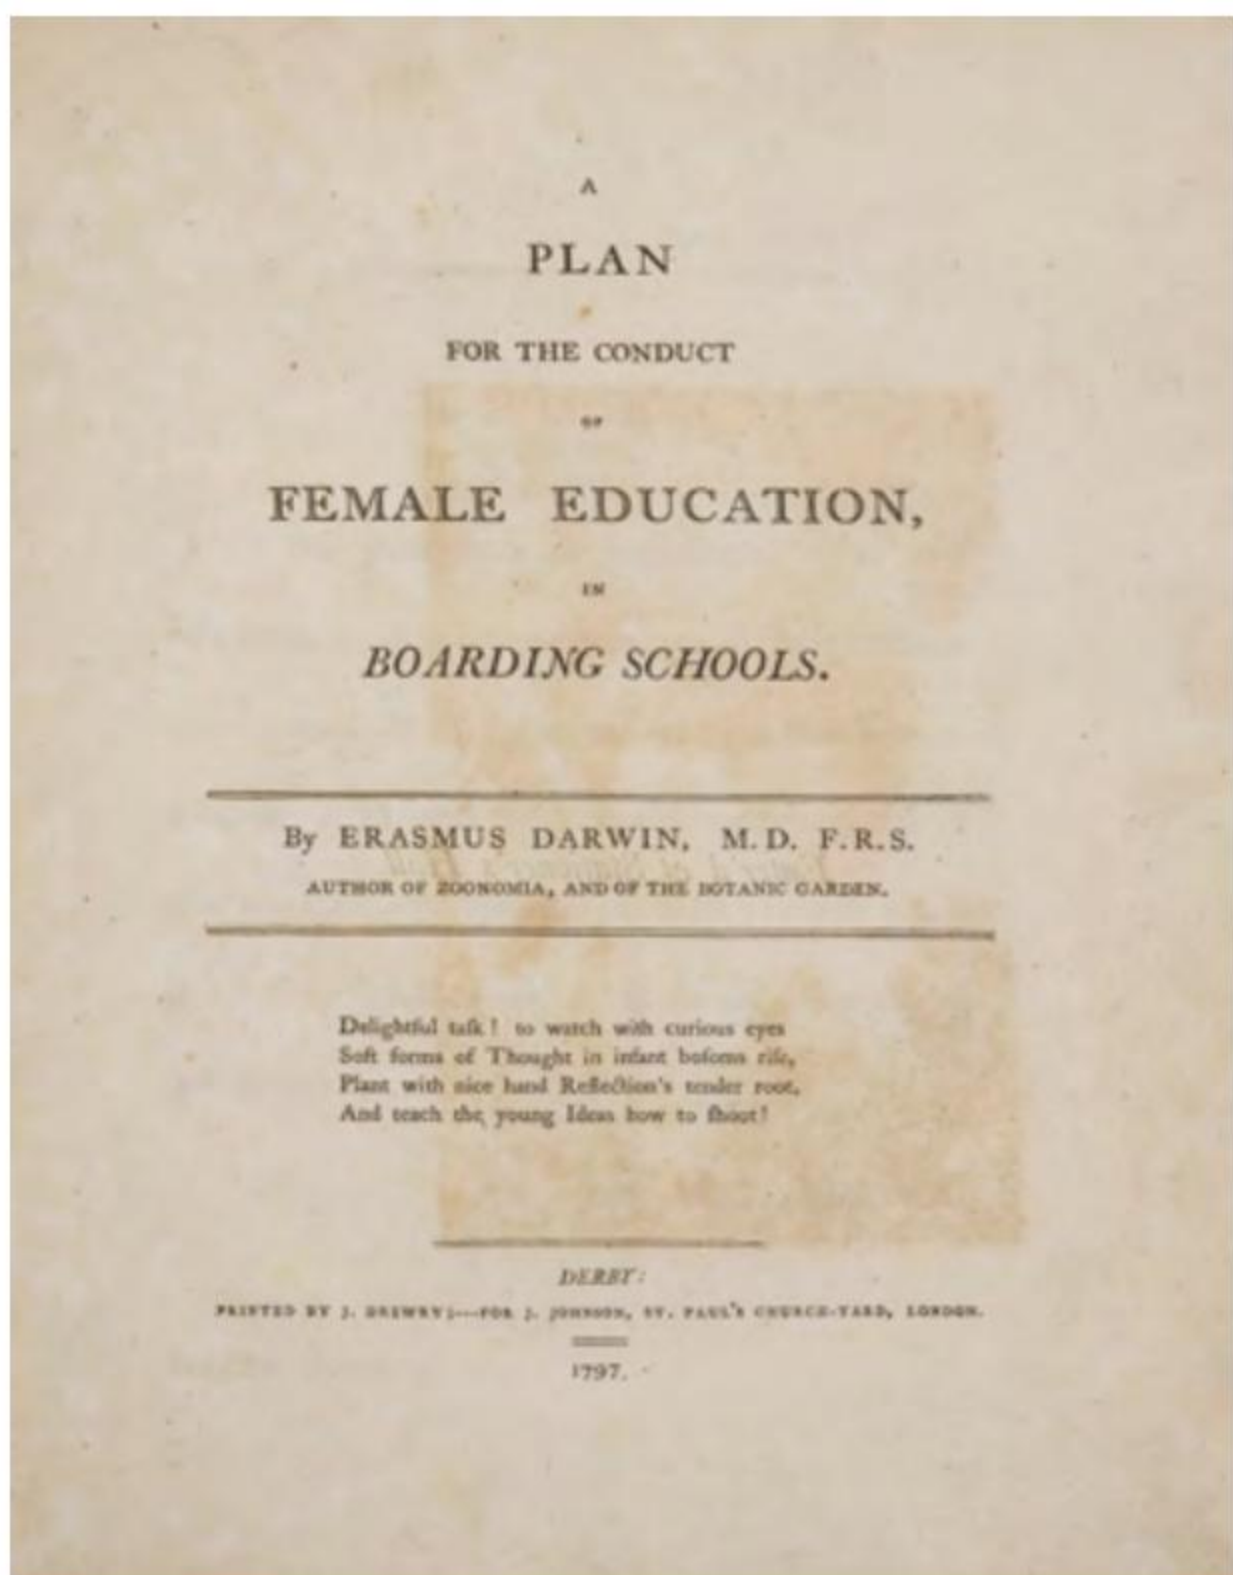 A
PLAN
FOR THE CONDUCT
OF
FEMALE EDUCATION,
IN
BOARDING SCHOOLS.
By ERASMUS DARWIN, M.D. F.R.S.
AUTHOR OF ZOONOMIA, AND OF THE BOTANIC GARDEN.
Delightful taſk! to watch with curious eyes
Soft forms of Thought in infant boſoms riſe,
Plant with nice hand Reflection's tender root,
And teach the young Ideas how to ſhoot!
DERBY:
PRINTED BY J. DREWRY;—FOR J. JOHNSON, ST. PAUL'S CHURCH-YARD, LONDON.
1797.